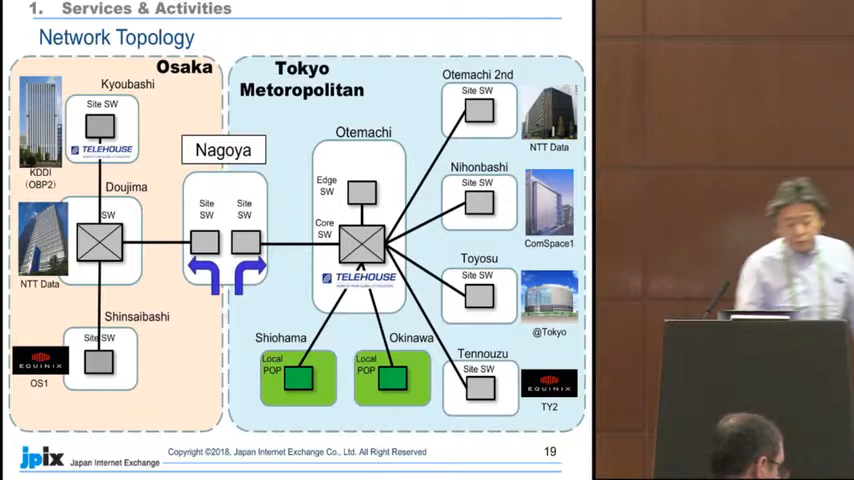 1. Services & Activities
Network Topology
Osaka
Tokyo
Metoropolitan
Kyoubashi
Site SW
TELEHOUSE
KDDI
(OBP2)
Doujima
SW
NTT Data
Shinsaibashi
Site SW
EQUINIX
OS1
Nagoya
Site
SW
Site
SW
Otemachi
Edge
SW
Core
SW
TELEHOUSE
Shiohama
Local
POP
Okinawa
Local
POP
Otemachi 2nd
Site SW
NTT Data
Nihonbashi
Site SW
ComSpace1
Toyosu
Site SW
@Tokyo
Tennouzu
Site SW
EQUINIX
TY2
jpix Japan Internet Exchange
Copyright ©2018, Japan Internet Exchange Co., Ltd. All Right Reserved
19